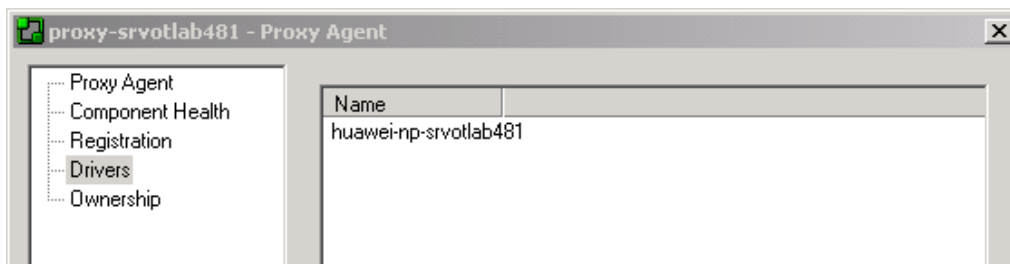 proxy-srvotlab481 - Proxy Agent
Proxy Agent
Component Health
Registration
Drivers
Ownership
Name
huawei-np-srvotlab481